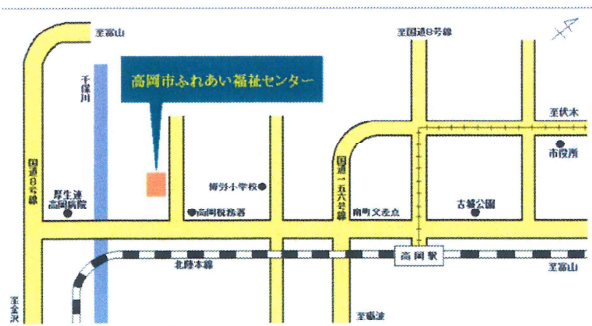 至富山
至国道8号線
千保川
高岡市ふれあい福祉センター
至伏木
市役所
国道8号線
厚生連
高岡病院
博労小学校
高岡税務署
国道一五六号線
南町交差点
古城公園
北陸本線
高岡駅
至富山
至金沢
至砺波